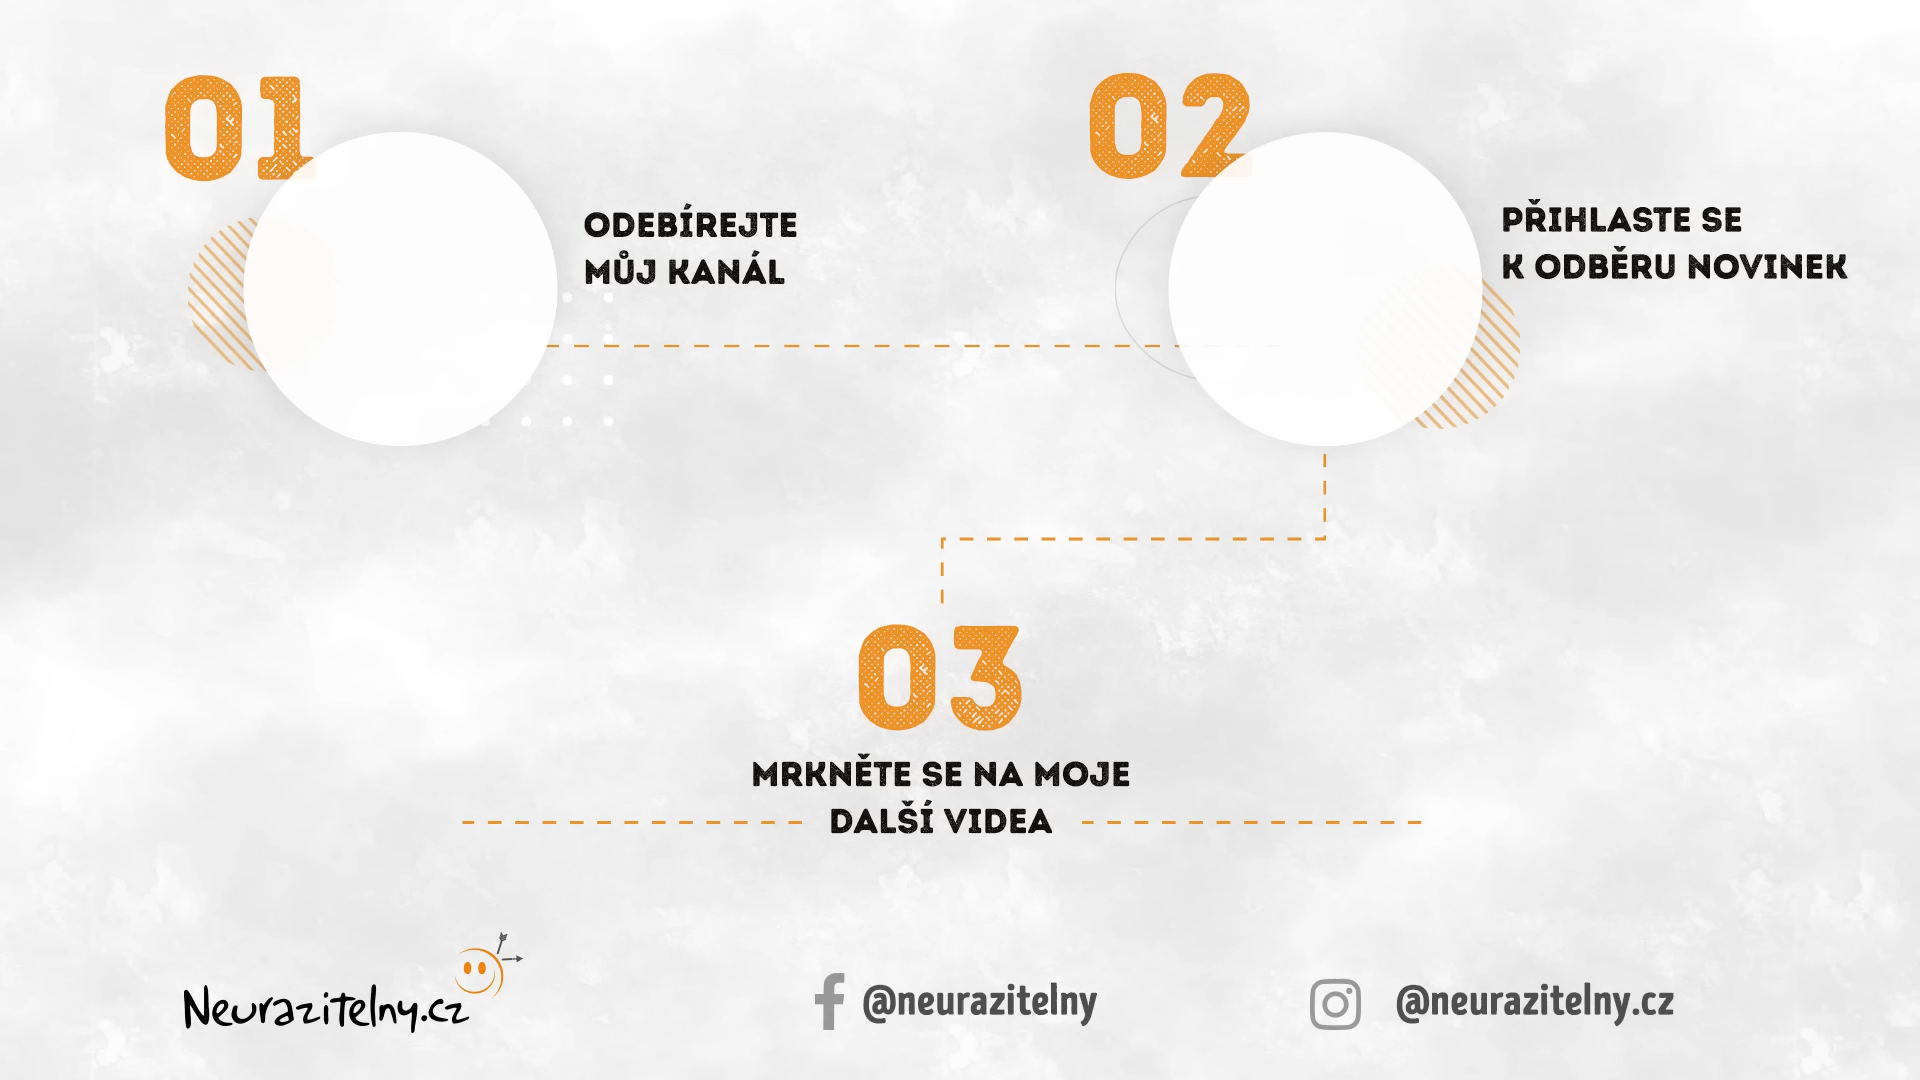 01
ODEBÍREJTE
MŮJ KANÁL
02
PŘIHLASTE SE
K ODBĚRU NOVINEK
03
MRKNĚTE SE NA MOJE
DALŠÍ VIDEA
Neurazitelny.cz
@neurazitelny
@neurazitelny.cz